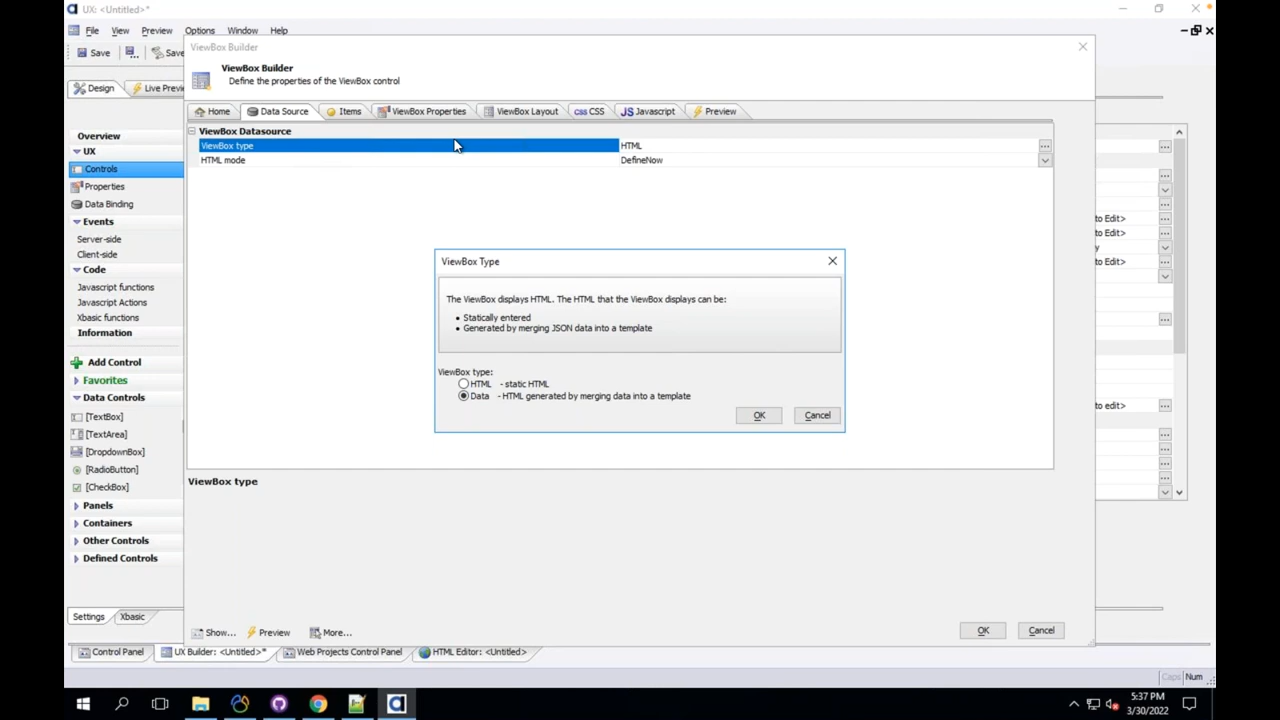 UX: <Untitled>*
File View Preview Options Window Help
ViewBox Builder
Save Save
ViewBox Builder
Define the properties of the ViewBox control
Design Live Previe
Home Data Source Items ViewBox Properties ViewBox Layout css CSS JS Javascript Preview
Overview
UX
Controls
Properties
Data Binding
Events
Server-side
Client-side
Code
Javascript functions
Javascript Actions
Xbasic functions
Information
Add Control
Favorites
Data Controls
[TextBox]
[TextArea]
[DropdownBox]
[RadioButton]
[CheckBox]
Panels
Containers
Other Controls
Defined Controls
Settings Xbasic
ViewBox Datasource
ViewBox type HTML
HTML mode DefineNow
ViewBox Type
The ViewBox displays HTML. The HTML that the ViewBox displays can be:
• Statically entered
• Generated by merging JSON data into a template
ViewBox type:
HTML - static HTML
Data - HTML generated by merging data into a template
OK Cancel
ViewBox type
to Edit>
to Edit>
y
to Edit>
to edit>
Show... Preview More...
OK Cancel
Control Panel UX Builder: <Untitled>* Web Projects Control Panel HTML Editor: <Untitled>*
Caps Num
5:37 PM
3/30/2022